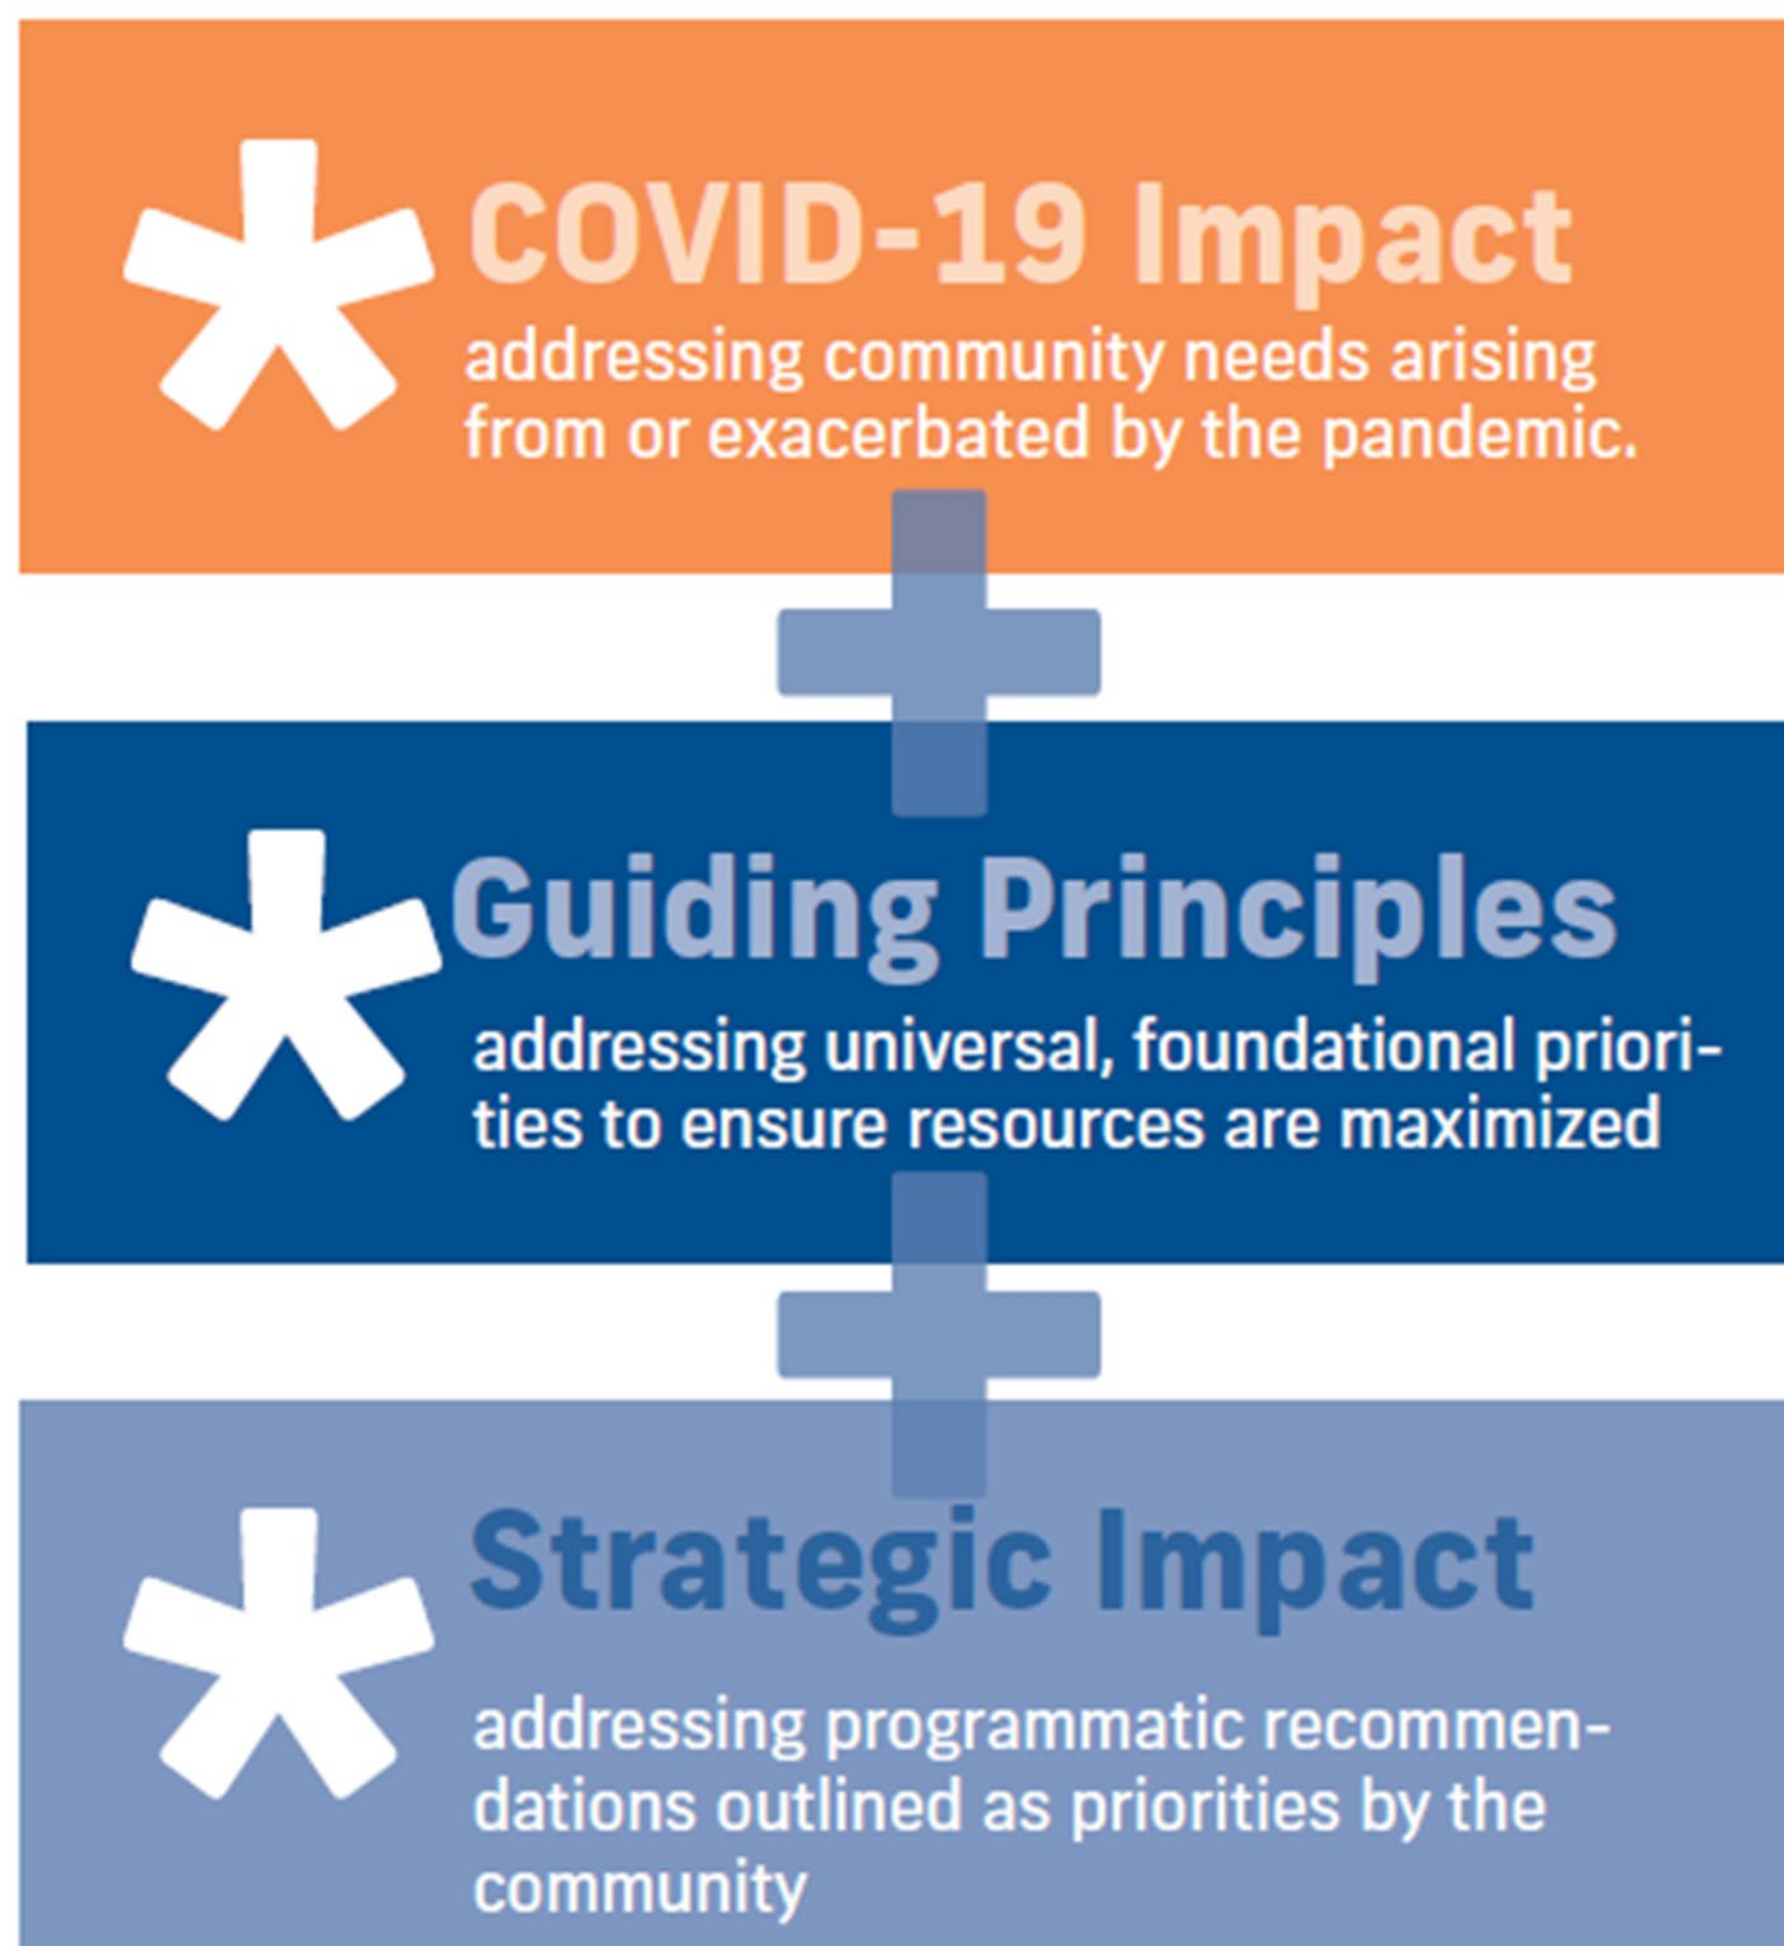 COVID-19 Impact
addressing community needs arising
from or exacerbated by the pandemic.
Guiding Principles
addressing universal, foundational priori-
ties to ensure resources are maximized
Strategic Impact
addressing programmatic recommen-
dations outlined as priorities by the
community